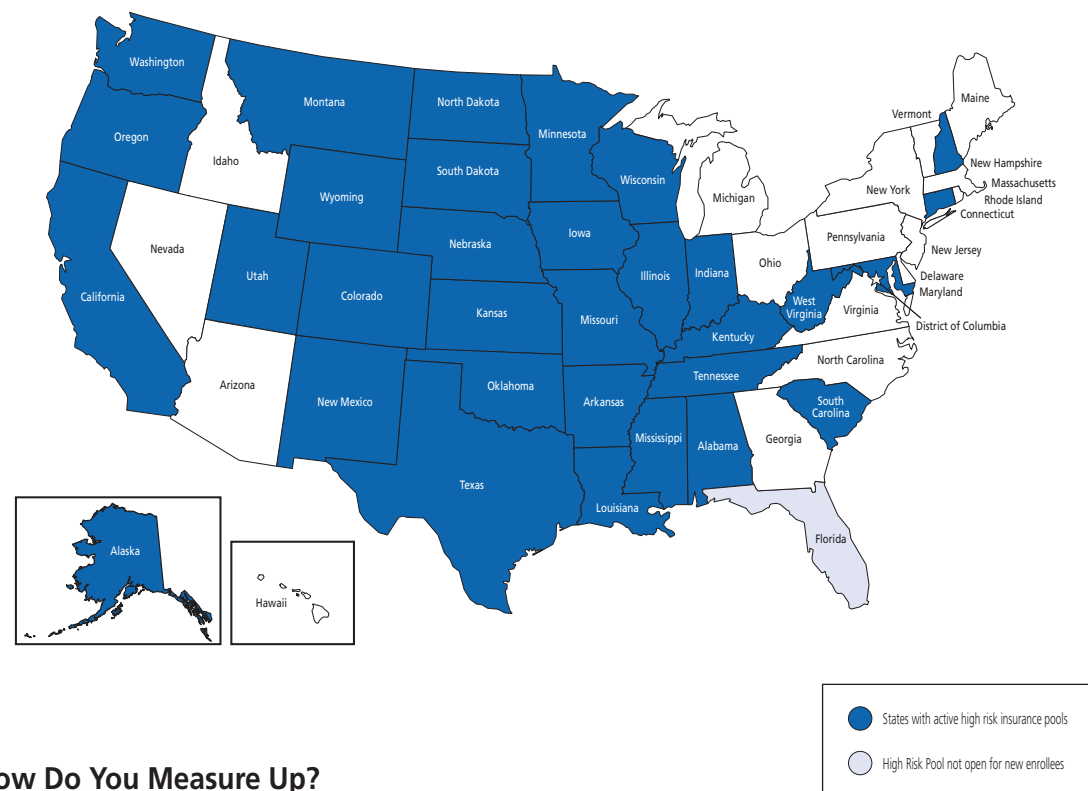 Washington
Montana
North Dakota
Minnesota
Maine
Vermont
Oregon
Idaho
South Dakota
Wisconsin
New Hampshire
Massachusetts
Rhode Island
Connecticut
Wyoming
Michigan
New York
Nevada
Utah
Nebraska
Iowa
Pennsylvania
New Jersey
California
Colorado
Illinois
Indiana
Ohio
Delaware
Maryland
Kansas
Missouri
West
Virginia
Virginia
District of Columbia
Kentucky
Arizona
New Mexico
Oklahoma
Arkansas
Tennessee
North Carolina
South
Carolina
Mississippi
Alabama
Georgia
Texas
Louisiana
Florida
Alaska
Hawaii
States with active high risk insurance pools
High Risk Pool not open for new enrollees
ow Do You Measure Up?